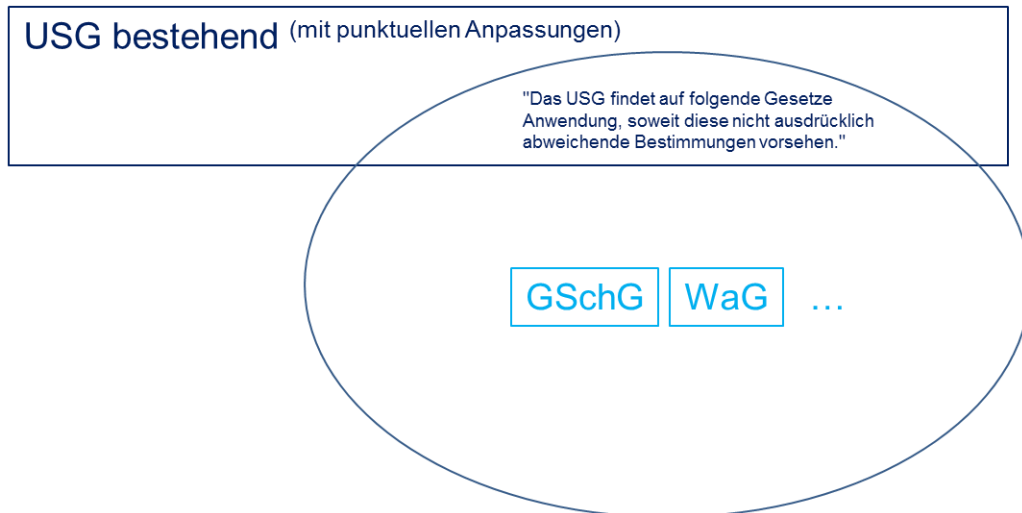 USG bestehend (mit punktuellen Anpassungen)
"Das USG findet auf folgende Gesetze
Anwendung, soweit diese nicht ausdrücklich
abweichende Bestimmungen vorsehen."
GSchG WaG …